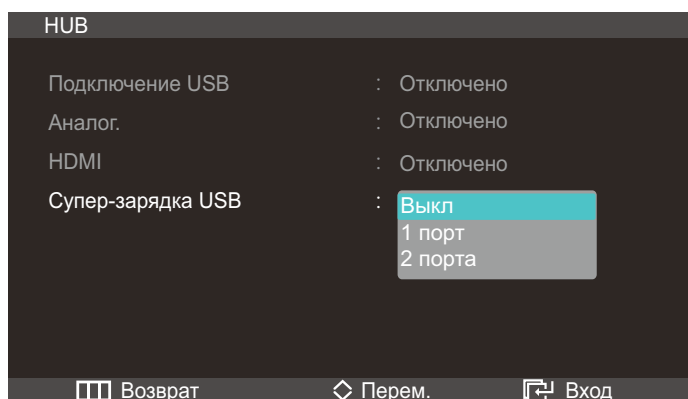 HUB
Подключение USB : Отключено
Аналог. : Отключено
HDMI : Отключено
Супер-зарядка USB : Выкл
1 порт
2 порта
Возврат Перем. Вход